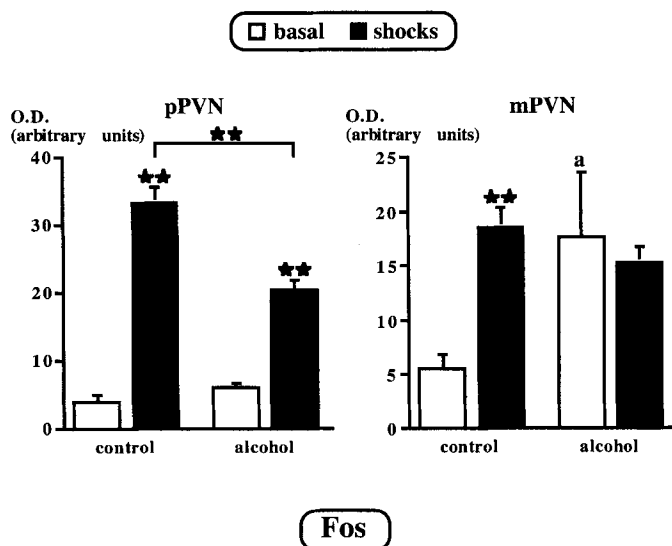 basal shocks
pPVN
O.D.
(arbitrary units)
★★
40
★★
30
★★
20
10
0
control alcohol
mPVN
O.D.
(arbitrary units)
25
a
★★
20
15
10
5
0
control alcohol
Fos